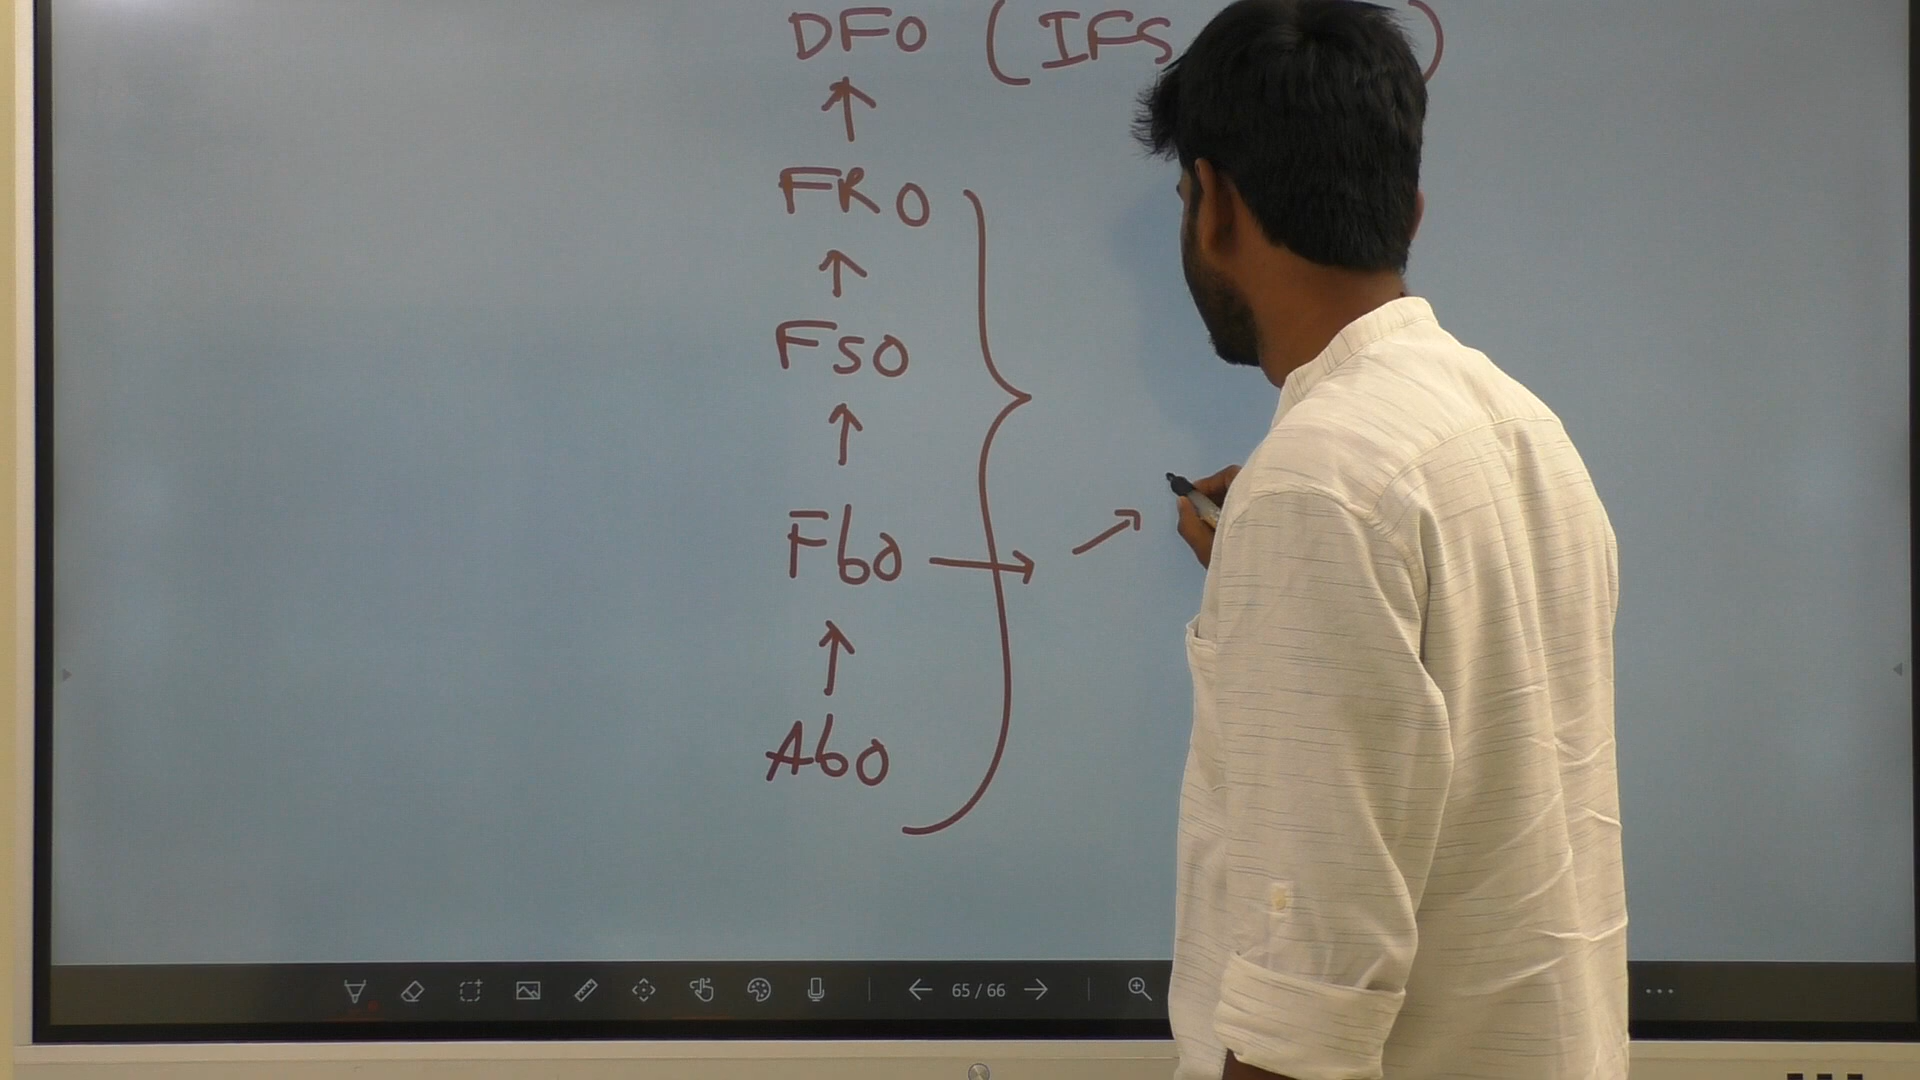 DFO (IFS )
↑
FRO
↑
FSO
↑
FbO → ↗
↑
AbO
65 / 66